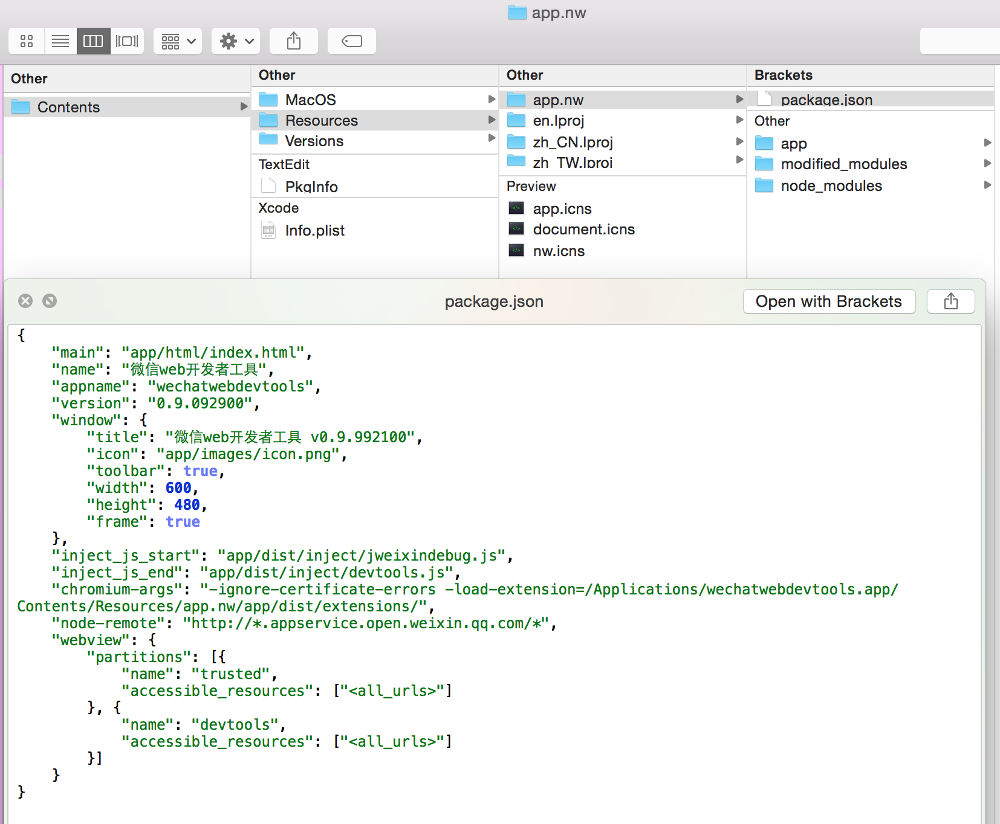 app.nw
Other
Contents
Other
MacOS
Resources
Versions
TextEdit
PkgInfo
Xcode
Info.plist
Other
app.nw
en.lproj
zh_CN.lproj
zh_TW.lproj
Preview
app.icns
document.icns
nw.icns
Brackets
package.json
Other
app
modified_modules
node_modules
package.json
Open with Brackets
{
    "main": "app/html/index.html",
    "name": "微信web开发者工具",
    "appname": "wechatwebdevtools",
    "version": "0.9.092900",
    "window": {
        "title": "微信web开发者工具 v0.9.992100",
        "icon": "app/images/icon.png",
        "toolbar": true,
        "width": 600,
        "height": 480,
        "frame": true
    },
    "inject_js_start": "app/dist/inject/jweixindebug.js",
    "inject_js_end": "app/dist/inject/devtools.js",
    "chromium-args": "-ignore-certificate-errors -load-extension=/Applications/wechatwebdevtools.app/
Contents/Resources/app.nw/app/dist/extensions/",
    "node-remote": "http://*.appservice.open.weixin.qq.com/*",
    "webview": {
        "partitions": [{
            "name": "trusted",
            "accessible_resources": ["<all_urls>"]
        }, {
            "name": "devtools",
            "accessible_resources": ["<all_urls>"]
        }]
    }
}